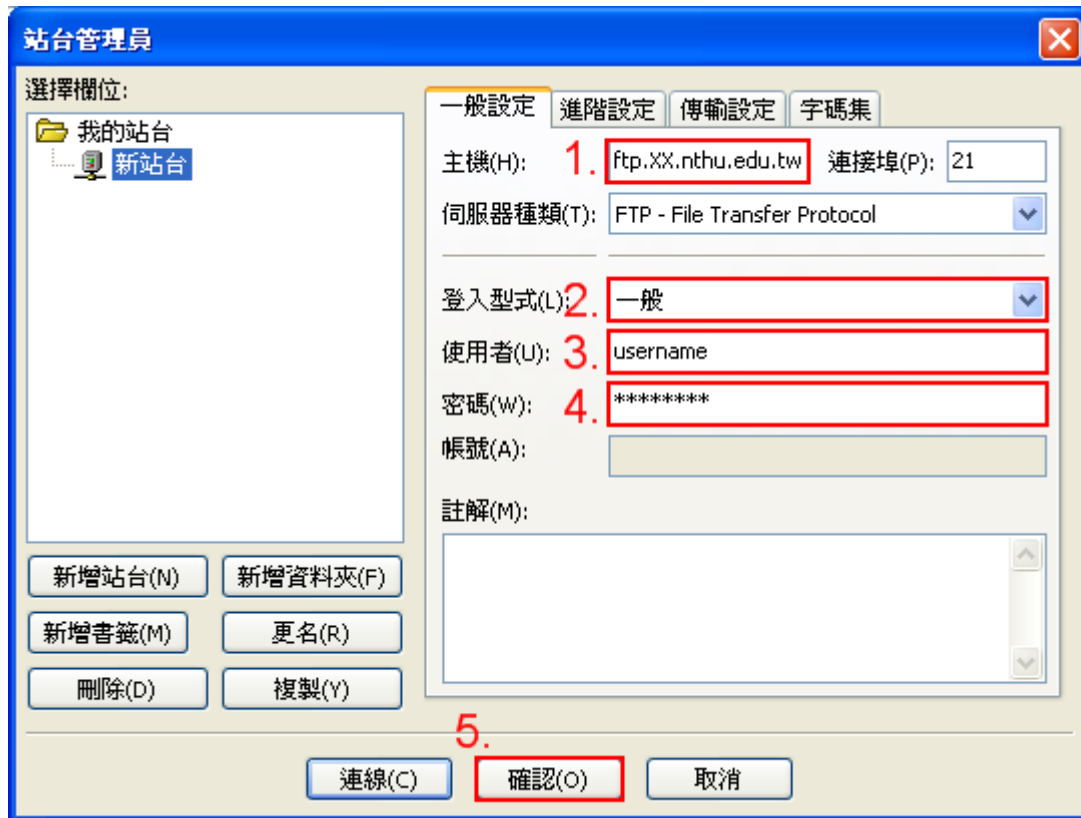 站台管理員
選擇欄位:
我的站台
新站台
新增站台(N) 新增資料夾(F)
新增書籤(M) 更名(R)
刪除(D) 複製(Y)
一般設定 進階設定 傳輸設定 字碼集
主機(H): 1. ftp.XX.nthu.edu.tw 連接埠(P): 21
伺服器種類(T): FTP - File Transfer Protocol
登入型式(L): 2. 一般
使用者(U): 3. username
密碼(W): 4. ********
帳號(A):
註解(M):
5.
連線(C) 確認(O) 取消